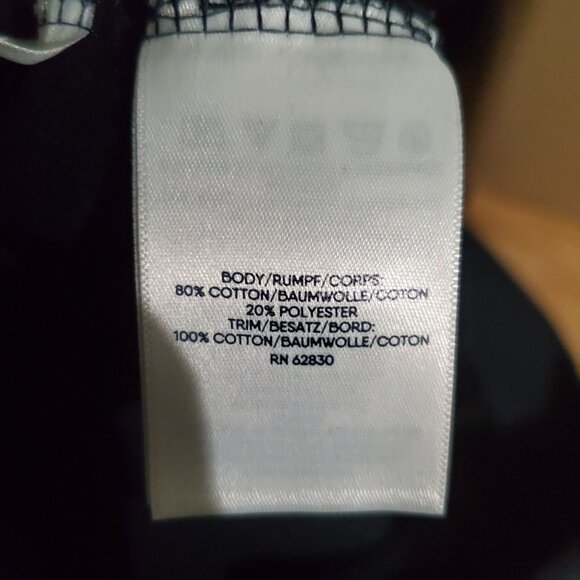 BODY/RUMPF/CORPS:
80% COTTON/BAUMWOLLE/COTON
20% POLYESTER
TRIM/BESATZ/BORD:
100% COTTON/BAUMWOLLE/COTON
RN 62830